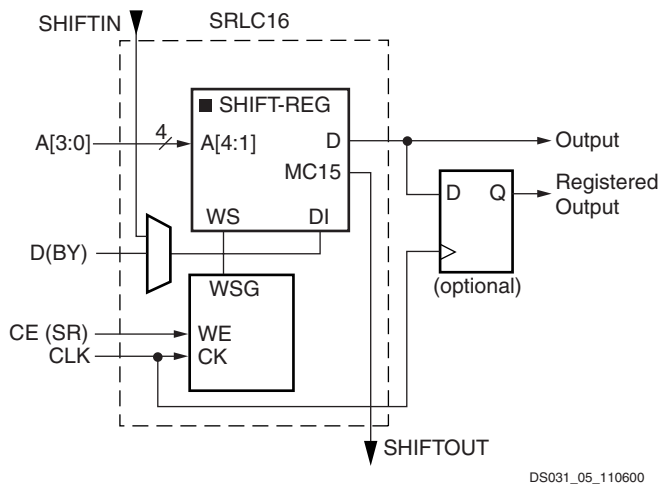 SHIFTIN
SRLC16
SHIFT-REG
A[3:0]
4
A[4:1]
D
Output
MC15
D
Q
Registered
Output
WS
DI
D(BY)
WSG
(optional)
CE (SR)
WE
CLK
CK
SHIFTOUT
DS031_05_110600